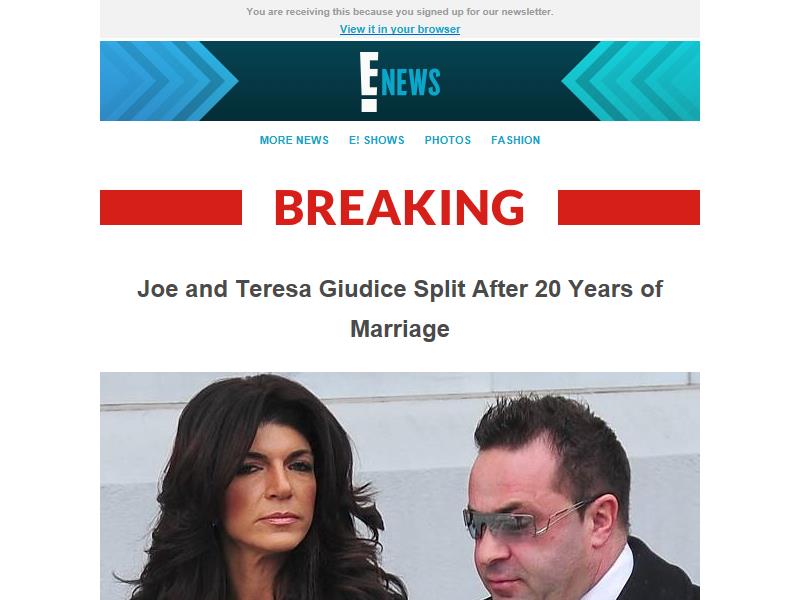 You are receiving this because you signed up for our newsletter.
View it in your browser
E! NEWS
MORE NEWS E! SHOWS PHOTOS FASHION
BREAKING
Joe and Teresa Giudice Split After 20 Years of
Marriage